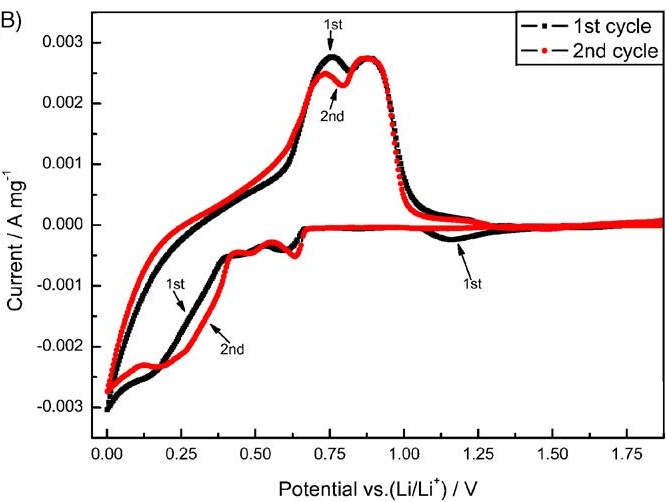 B)
1st cycle
2nd cycle
1st
2nd
1st
2nd
1st
0.003
0.002
0.001
0.000
-0.001
-0.002
-0.003
Current / A mg⁻¹
0.00 0.25 0.50 0.75 1.00 1.25 1.50 1.75
Potential vs.(Li/Li⁺) / V